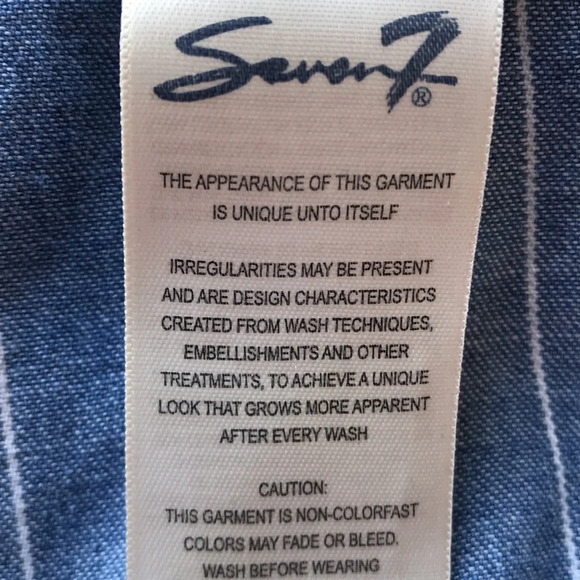 Seven7®
THE APPEARANCE OF THIS GARMENT
IS UNIQUE UNTO ITSELF
IRREGULARITIES MAY BE PRESENT
AND ARE DESIGN CHARACTERISTICS
CREATED FROM WASH TECHNIQUES,
EMBELLISHMENTS AND OTHER
TREATMENTS, TO ACHIEVE A UNIQUE
LOOK THAT GROWS MORE APPARENT
AFTER EVERY WASH
CAUTION:
THIS GARMENT IS NON-COLORFAST
COLORS MAY FADE OR BLEED.
WASH BEFORE WEARING